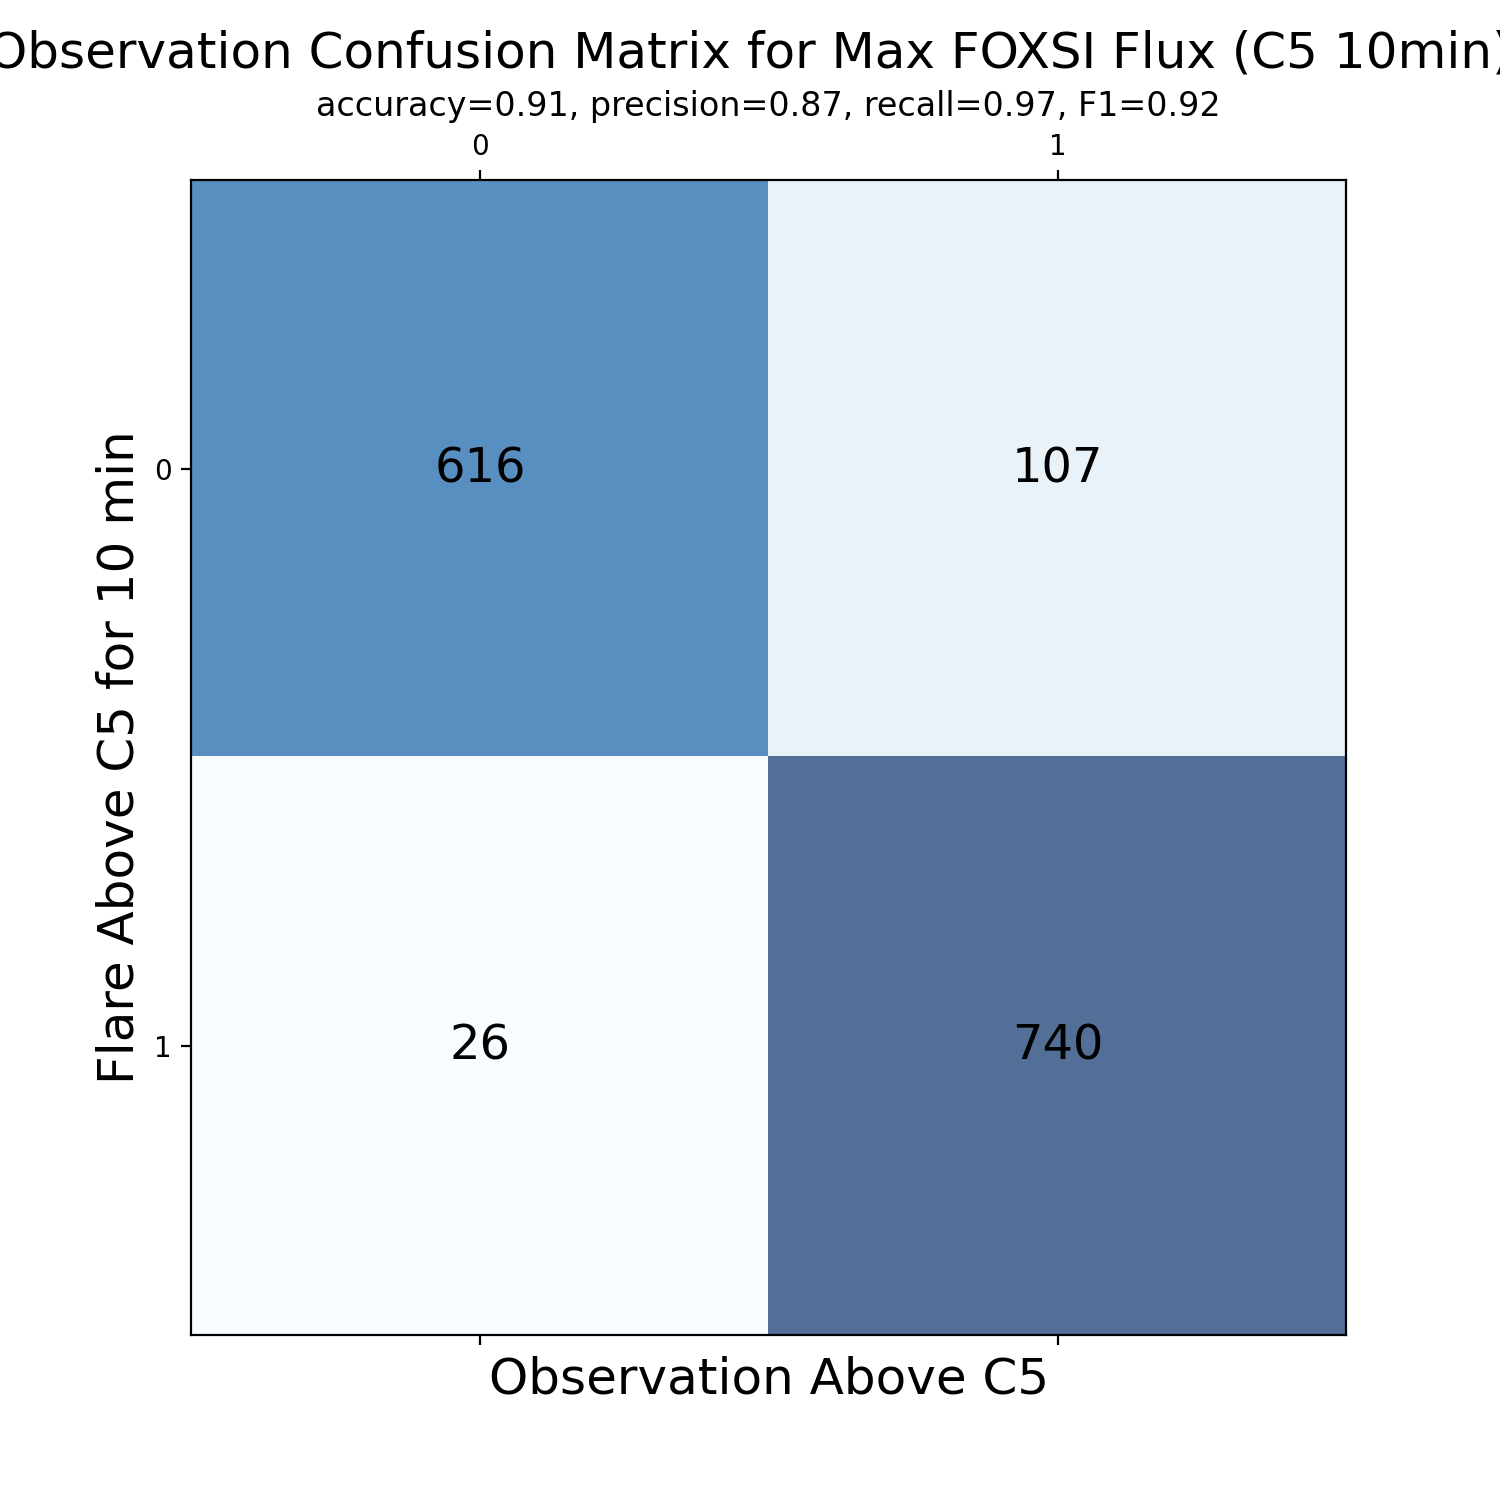 Observation Confusion Matrix for Max FOXSI Flux (C5 10min)
accuracy=0.91, precision=0.87, recall=0.97, F1=0.92
0 1
Flare Above C5 for 10 min
0
616 107
1
26 740
Observation Above C5